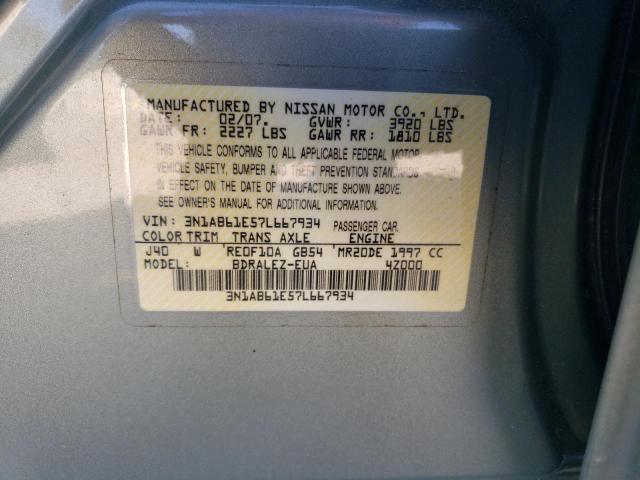 MANUFACTURED BY NISSAN MOTOR CO., LTD.
DATE: 02/07. GVWR: 3920 LBS
GAWR FR: 2227 LBS GAWR RR: 1810 LBS
THIS VEHICLE CONFORMS TO ALL APPLICABLE FEDERAL MOTOR
VEHICLE SAFETY, BUMPER AND THEFT PREVENTION STANDARDS
IN EFFECT ON THE DATE OF MANUFACTURE SHOWN ABOVE.
SEE OWNER'S MANUAL FOR ADDITIONAL INFORMATION.
VIN: 3N1AB61E57L667934 PASSENGER CAR.
COLOR TRIM TRANS AXLE ENGINE
J40 W RE0F10A GB54 MR20DE 1997 CC
MODEL: BDRALEZ-EUA 4Z000
3N1AB61E57L667934